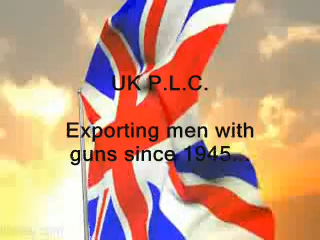 UK P.L.C.
Exporting men with
guns since 1945...